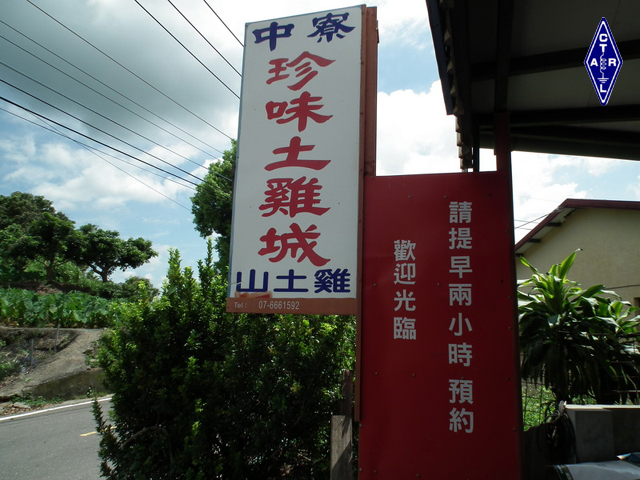 中寮
珍味土雞城
山土雞
Tel: 07-6661592
請提早兩小時預約
歡迎光臨
CTARL